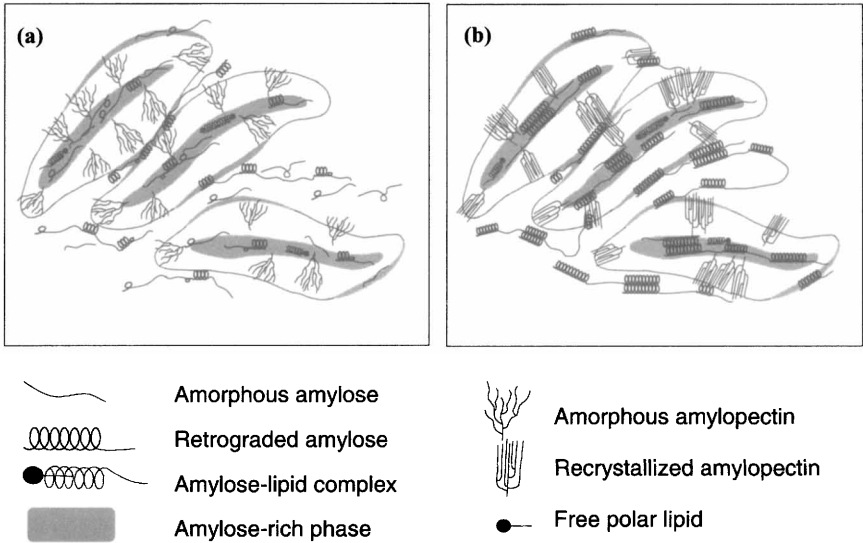 (a)
(b)
Amorphous amylose
Retrograded amylose
Amylose-lipid complex
Amylose-rich phase
Amorphous amylopectin
Recrystallized amylopectin
Free polar lipid